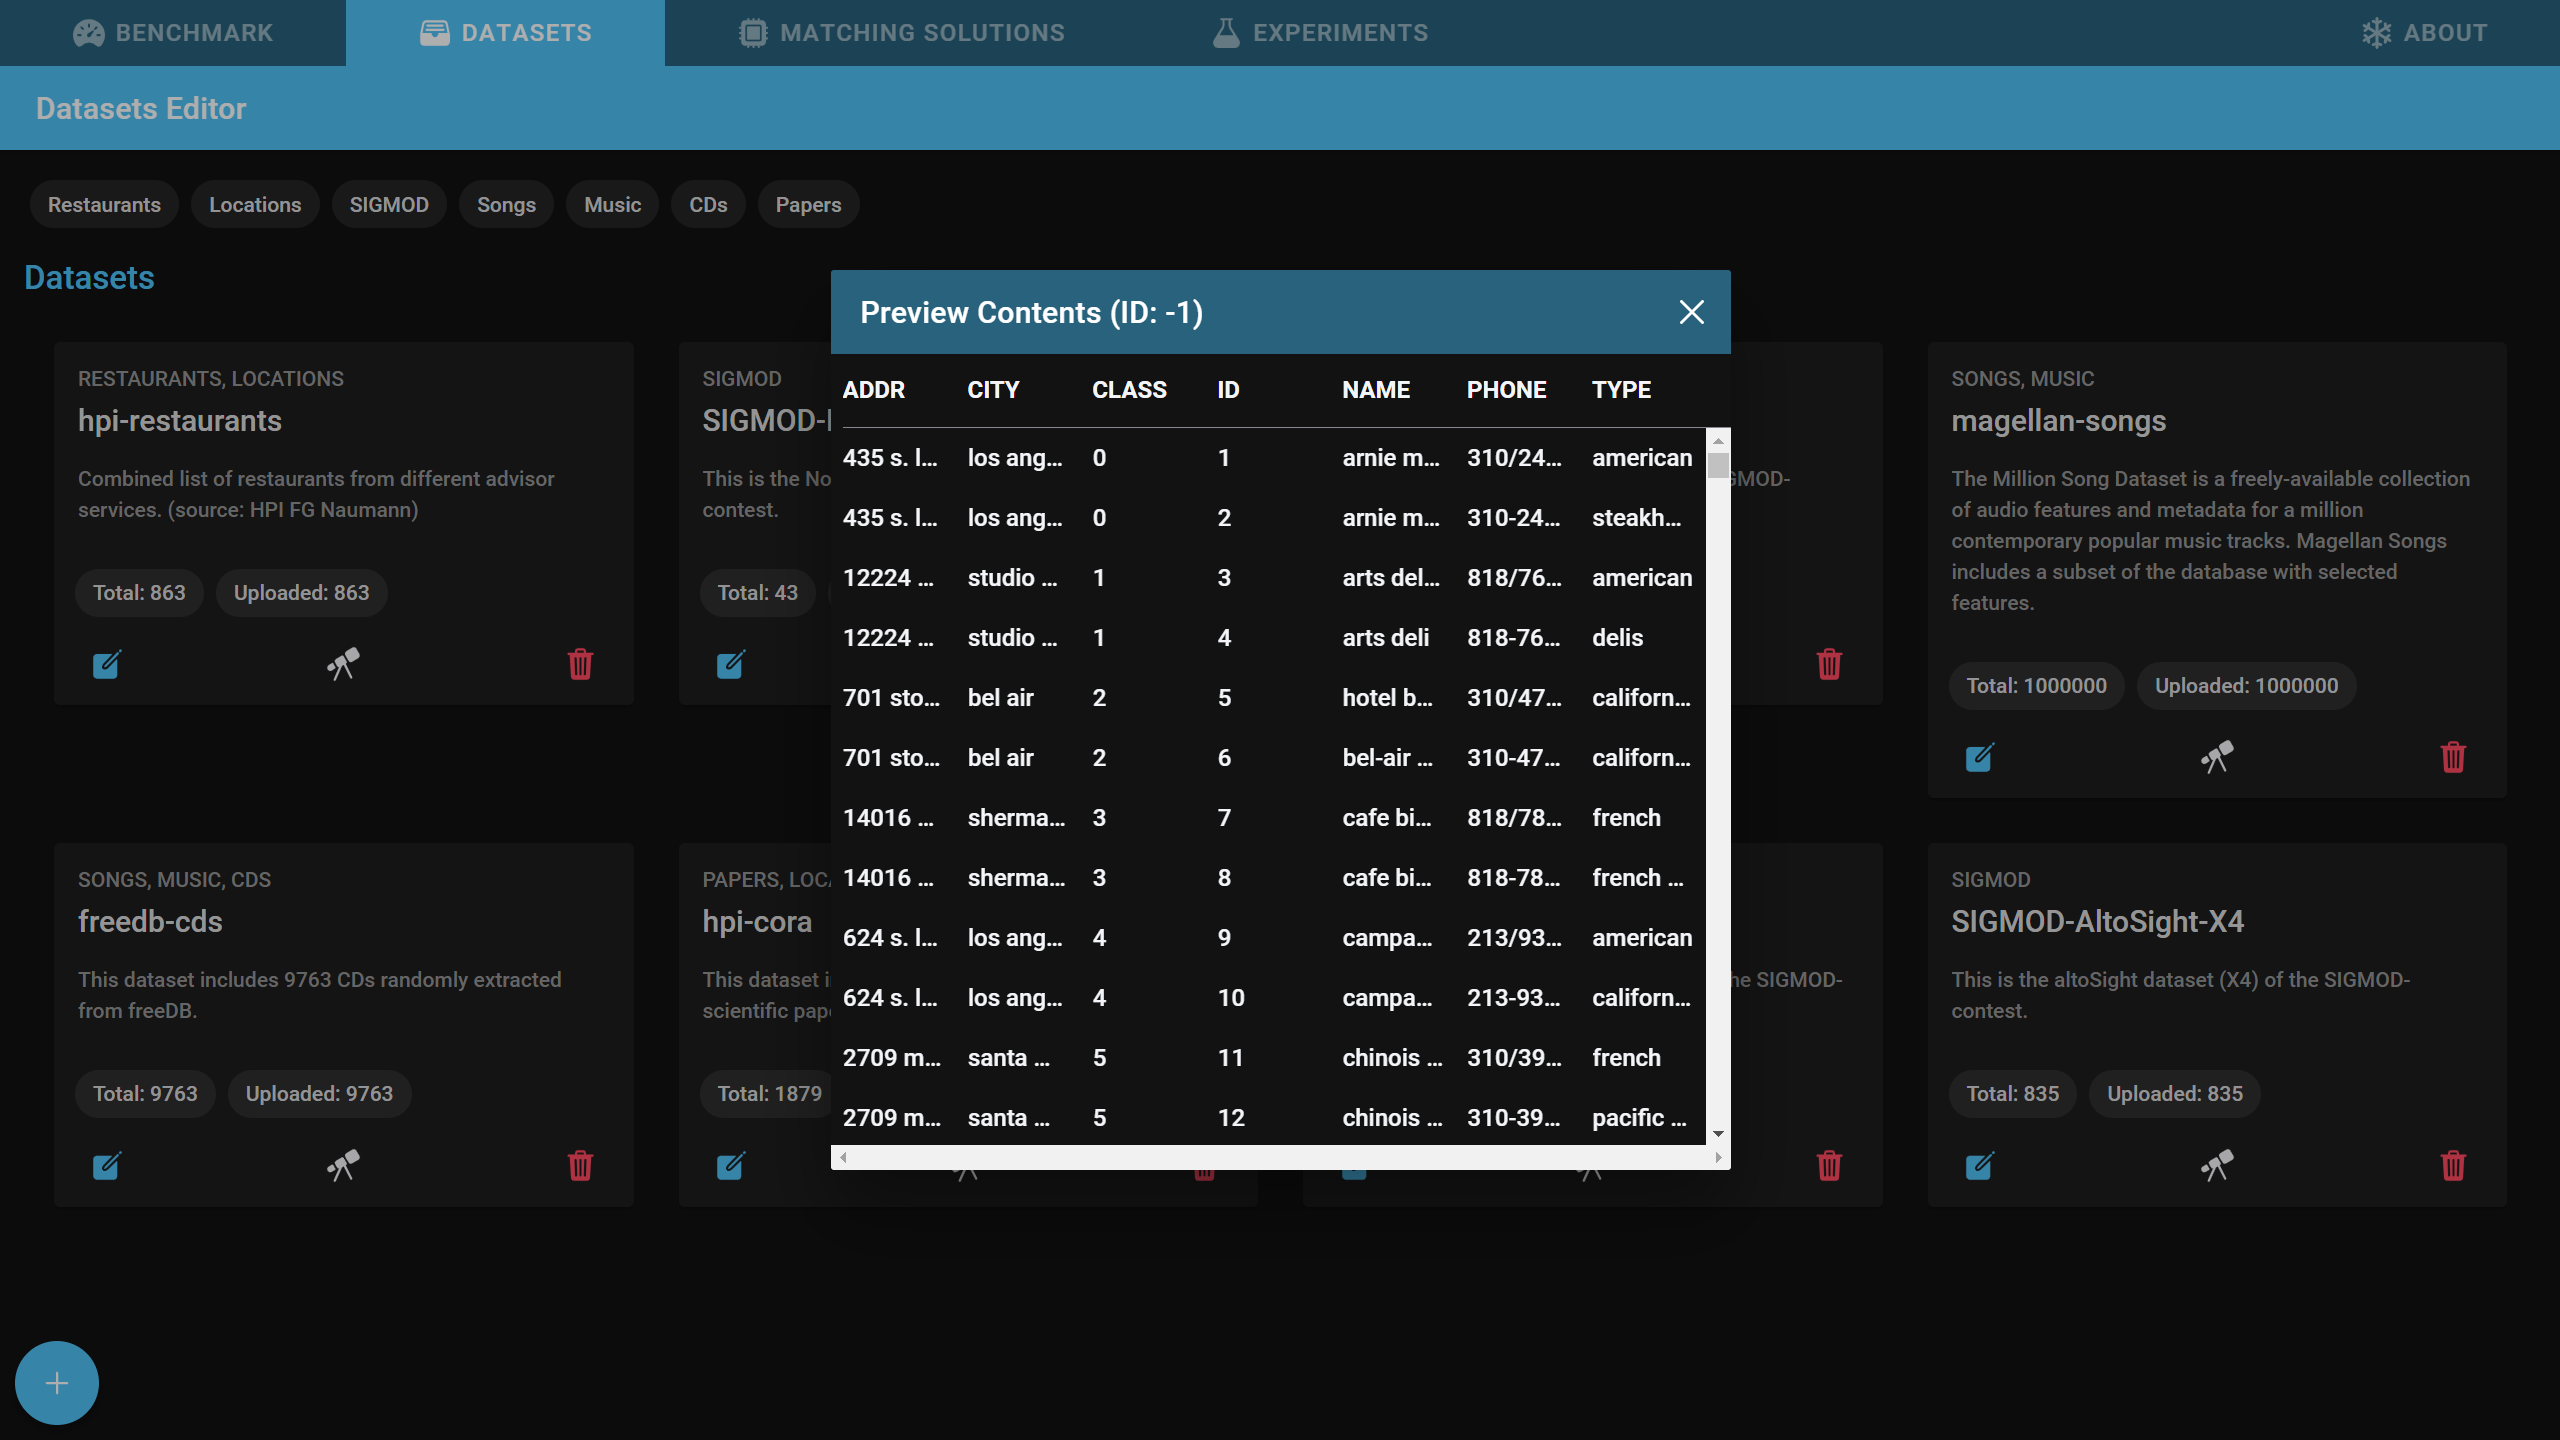 BENCHMARK
DATASETS
MATCHING SOLUTIONS
EXPERIMENTS
ABOUT
Datasets Editor
Restaurants
Locations
SIGMOD
Songs
Music
CDs
Papers
Datasets
RESTAURANTS, LOCATIONS
hpi-restaurants
Combined list of restaurants from different advisor
services. (source: HPI FG Naumann)
Total: 863
Uploaded: 863
SIGMOD
SIGMOD-
This is the No
contest.
Total: 43
GMOD-
SONGS, MUSIC
magellan-songs
The Million Song Dataset is a freely-available collection
of audio features and metadata for a million
contemporary popular music tracks. Magellan Songs
includes a subset of the database with selected
features.
Total: 1000000
Uploaded: 1000000
SONGS, MUSIC, CDS
freedb-cds
This dataset includes 9763 CDs randomly extracted
from freeDB.
Total: 9763
Uploaded: 9763
PAPERS, LOC
hpi-cora
This dataset i
scientific pap
Total: 1879
he SIGMOD-
SIGMOD
SIGMOD-AltoSight-X4
This is the altoSight dataset (X4) of the SIGMOD-
contest.
Total: 835
Uploaded: 835
Preview Contents (ID: -1)
ADDR CITY CLASS ID NAME PHONE TYPE
435 s. l... los ang... 0 1 arnie m... 310/24... american
435 s. l... los ang... 0 2 arnie m... 310-24... steakh...
12224 ... studio ... 1 3 arts del... 818/76... american
12224 ... studio ... 1 4 arts deli 818-76... delis
701 sto... bel air 2 5 hotel b... 310/47... californ...
701 sto... bel air 2 6 bel-air ... 310-47... californ...
14016 ... sherma... 3 7 cafe bi... 818/78... french
14016 ... sherma... 3 8 cafe bi... 818-78... french ...
624 s. l... los ang... 4 9 campa... 213/93... american
624 s. l... los ang... 4 10 campa... 213-93... californ...
2709 m... santa ... 5 11 chinois ... 310/39... french
2709 m... santa ... 5 12 chinois ... 310-39... pacific ...